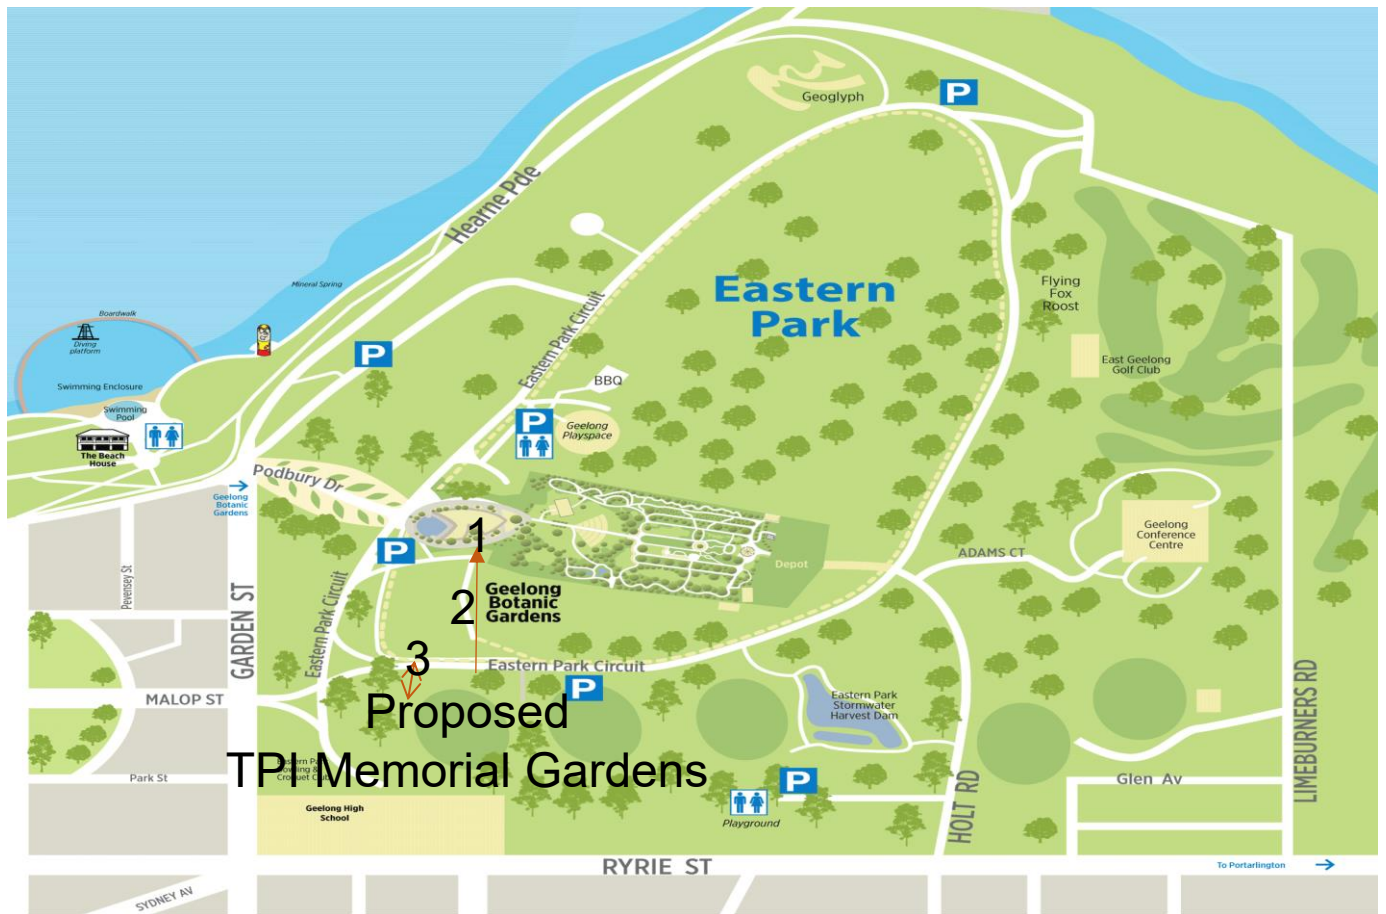 Geoglyph
P
Hearne Pde
Mineral Spring
Eastern
Park
Flying
Fox
Roost
Boardwalk
Diving
platform
Eastern Park Circuit
P
East Geelong
Golf Club
Swimming Enclosure
BBQ
Swimming
Pool
P
Geelong
Playspace
The Beach
House
Podbury Dr
Geelong
Botanic
Gardens
1
P
Geelong
Conference
Centre
ADAMS CT
Depot
Pevensey St
GARDEN ST
Eastern Park Circuit
2
Geelong
Botanic
Gardens
3
Eastern Park Circuit
P
MALOP ST
Proposed
TPI Memorial Gardens
Eastern Park
Stormwater
Harvest Dam
LIMEBURNERS RD
Park St
Eastern Pa
Croquet Clu
P
Glen Av
HOLT RD
Geelong High
School
Playground
RYRIE ST
To Portarlington
SYDNEY AV